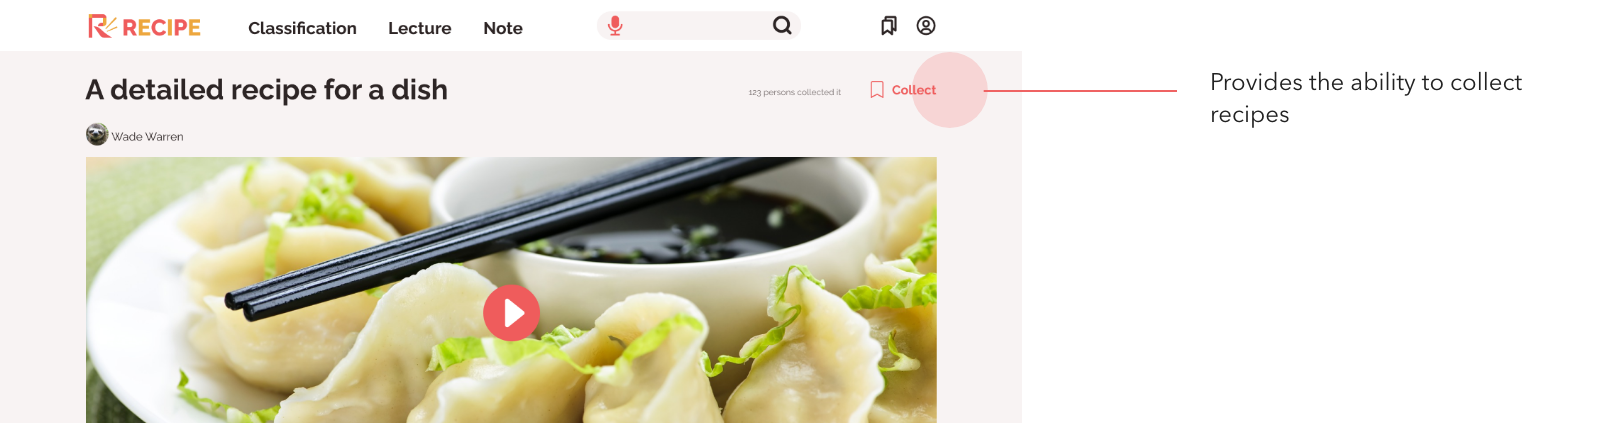 RECIPE
Classification
Lecture
Note
A detailed recipe for a dish
123 persons collected it
Collect
Provides the ability to collect
recipes
Wade Warren